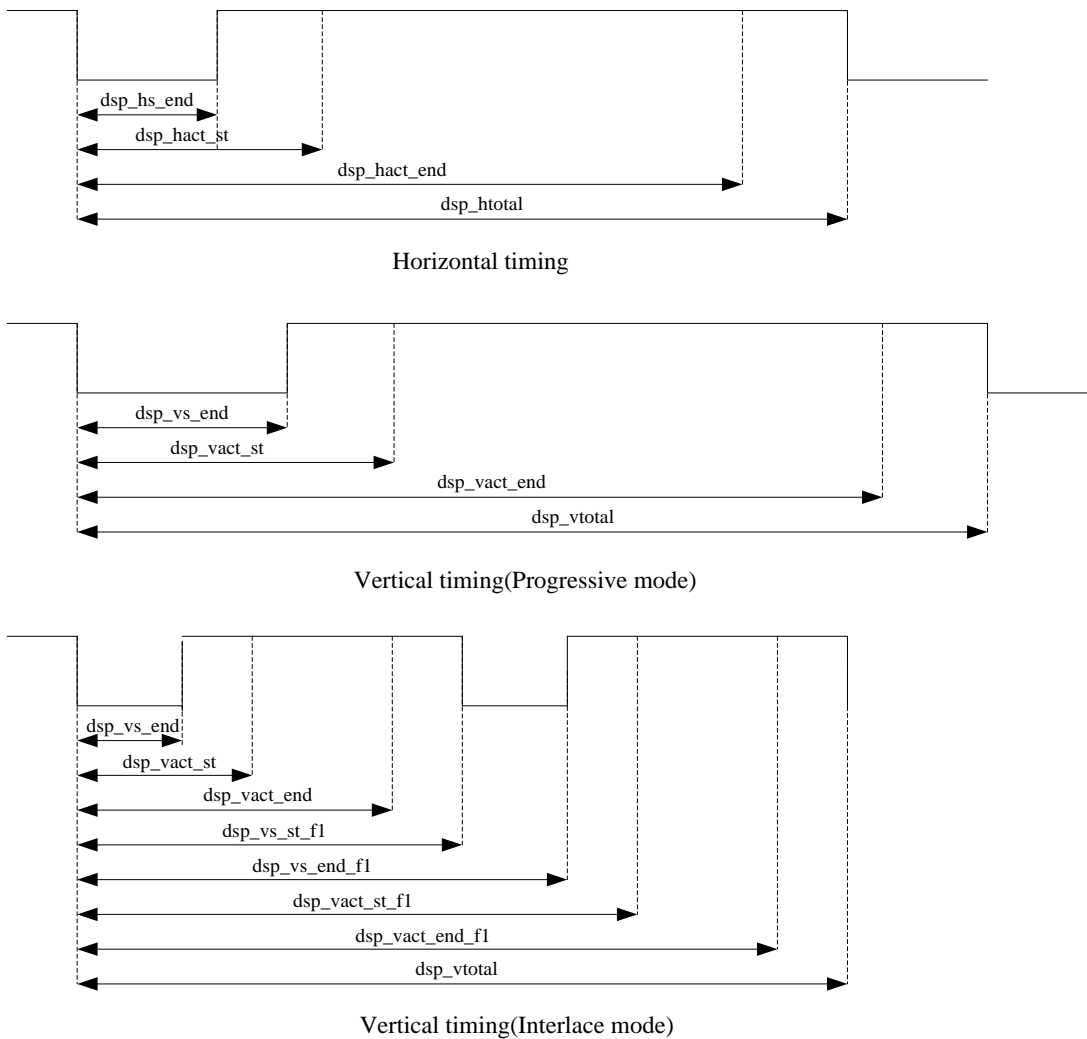 dsp_hs_end
dsp_hact_st
dsp_hact_end
dsp_htotal
Horizontal timing
dsp_vs_end
dsp_vact_st
dsp_vact_end
dsp_vtotal
Vertical timing(Progressive mode)
dsp_vs_end
dsp_vact_st
dsp_vact_end
dsp_vs_st_f1
dsp_vs_end_f1
dsp_vact_st_f1
dsp_vact_end_f1
dsp_vtotal
Vertical timing(Interlace mode)